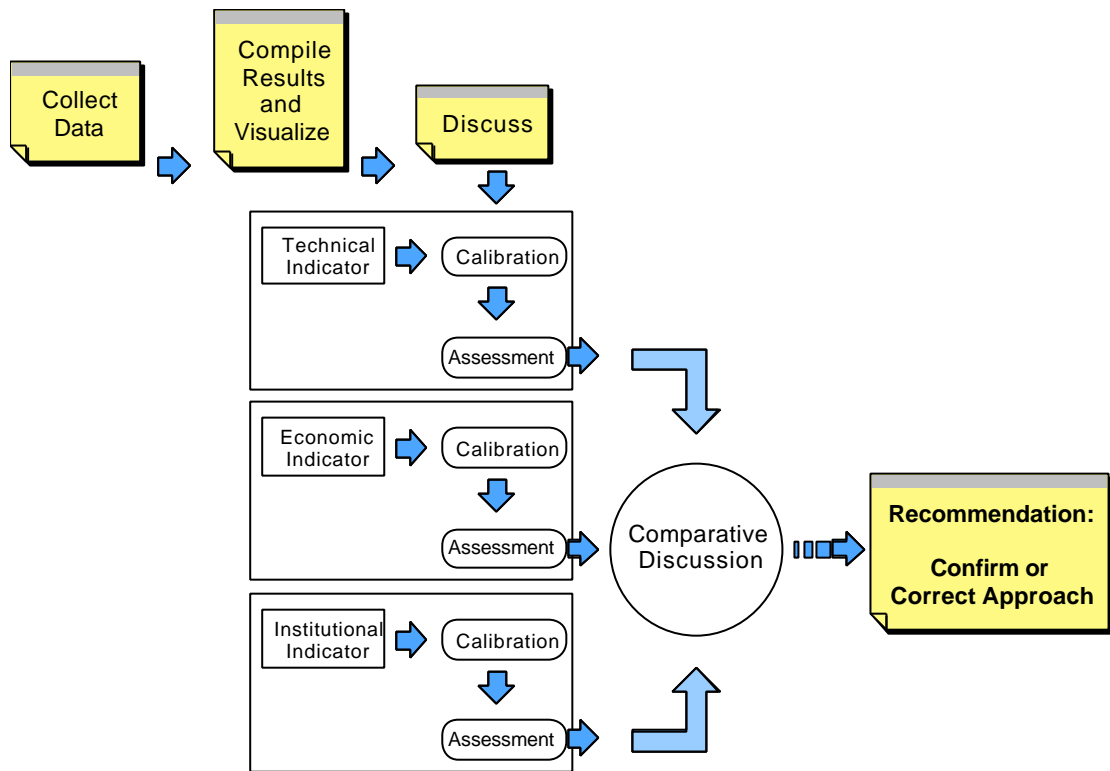 Collect
Data
Compile
Results
and
Visualize
Discuss
Technical
Indicator
Calibration
Assessment
Economic
Indicator
Calibration
Assessment
Institutional
Indicator
Calibration
Assessment
Comparative
Discussion
Recommendation:
Confirm or
Correct Approach